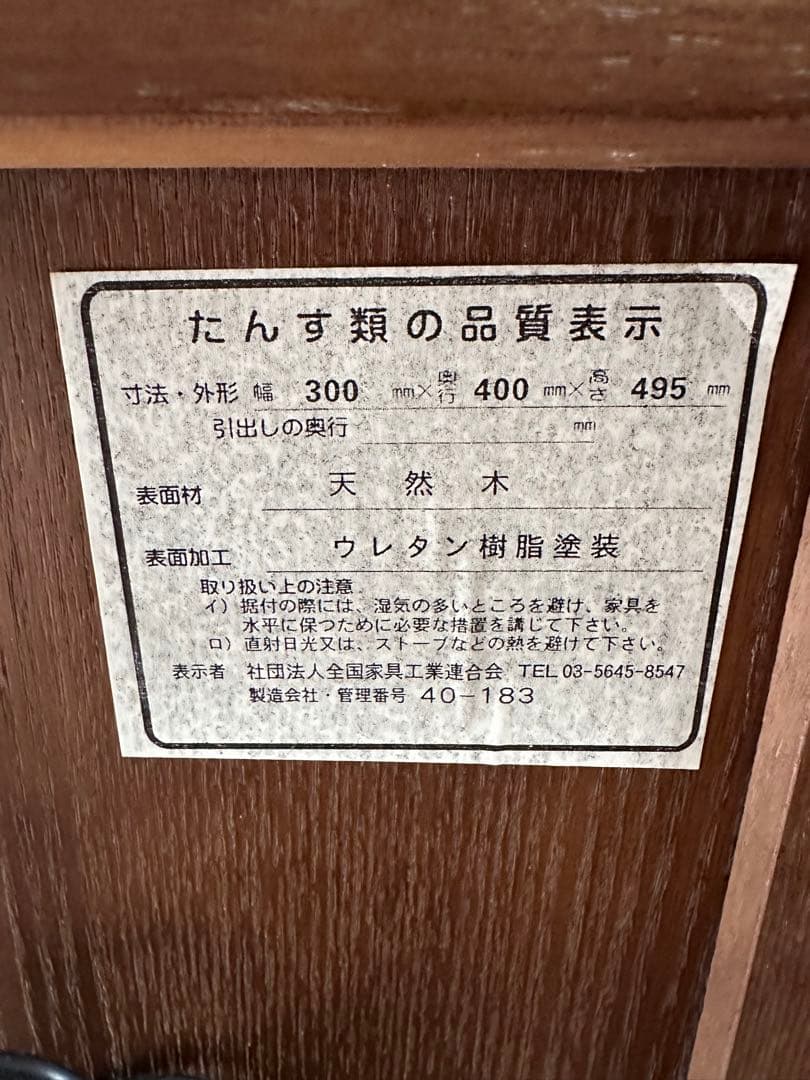 たんす類の品質表示
寸法・外形 幅 300 mm×奥行 400 mm×高さ 495 mm
引出しの奥行 mm
表面材 天然木
表面加工 ウレタン樹脂塗装
取り扱い上の注意
イ）据付の際には、湿気の多いところを避け、家具を
水平に保つために必要な措置を講じて下さい。
ロ）直射日光又は、ストーブなどの熱を避けて下さい。
表示者 社団法人全国家具工業連合会 TEL 03-5645-8547
製造会社・管理番号 40-183